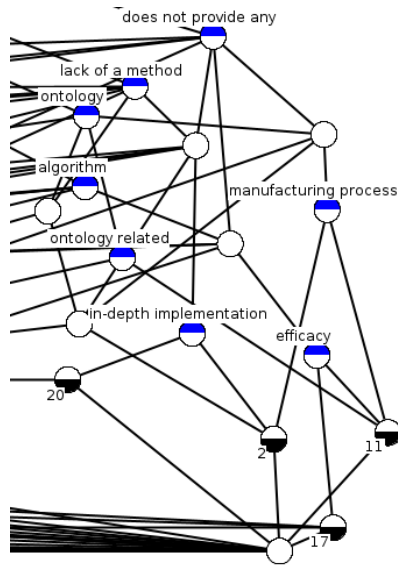 does not provide any
lack of a method
ontology
algorithm
manufacturing process
ontology related
in-depth implementation
efficacy
20
2
11
17